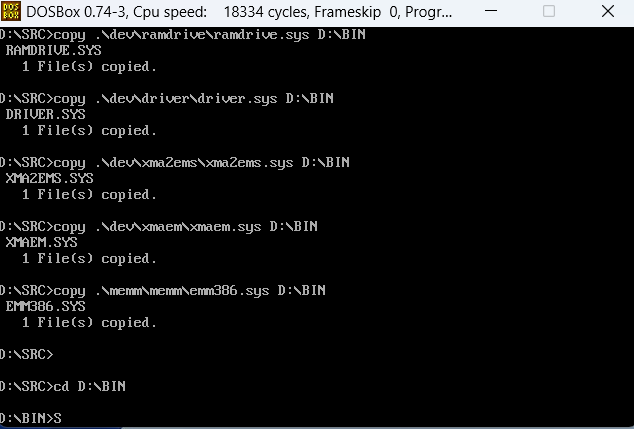 DOS BOX
DOSBox 0.74-3, Cpu speed: 18334 cycles, Frameskip 0, Progr...
D:\SRC>copy .\dev\ramdrive\ramdrive.sys D:\BIN
RAMDRIVE.SYS
1 File(s) copied.
D:\SRC>copy .\dev\driver\driver.sys D:\BIN
DRIVER.SYS
1 File(s) copied.
D:\SRC>copy .\dev\xma2ems\xma2ems.sys D:\BIN
XMA2EMS.SYS
1 File(s) copied.
D:\SRC>copy .\dev\xmaem\xmaem.sys D:\BIN
XMAEM.SYS
1 File(s) copied.
D:\SRC>copy .\memm\memm\emm386.sys D:\BIN
EMM386.SYS
1 File(s) copied.
D:\SRC>
D:\SRC>cd D:\BIN
D:\BIN>S